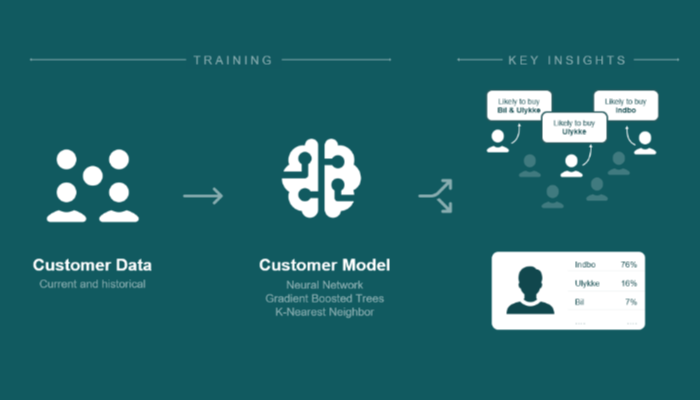 TRAINING
KEY INSIGHTS
Likely to buy
Bil & Ulykke
Likely to buy
Indbo
Likely to buy
Ulykke
Customer Data
Current and historical
Customer Model
Neural Network
Gradient Boosted Trees
K-Nearest Neighbor
Indbo 76%
Ulykke 16%
Bil 7%